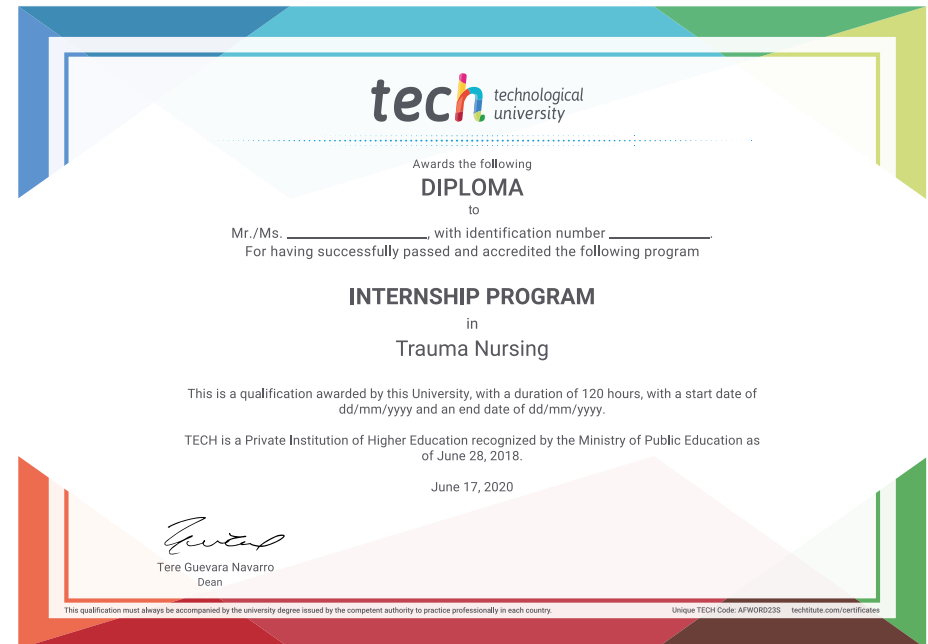 tech technological
university
Awards the following
DIPLOMA
to
Mr./Ms. ____________, with identification number ____________.
For having successfully passed and accredited the following program
INTERNSHIP PROGRAM
in
Trauma Nursing
This is a qualification awarded by this University, with a duration of 120 hours, with a start date of
dd/mm/yyyy and an end date of dd/mm/yyyy.
TECH is a Private Institution of Higher Education recognized by the Ministry of Public Education as
of June 28, 2018.
June 17, 2020
Tere Guevara Navarro
Dean
This qualification must always be accompanied by the university degree issued by the competent authority to practice professionally in each country.
Unique TECH Code: AFWORD23S techtitute.com/certificates